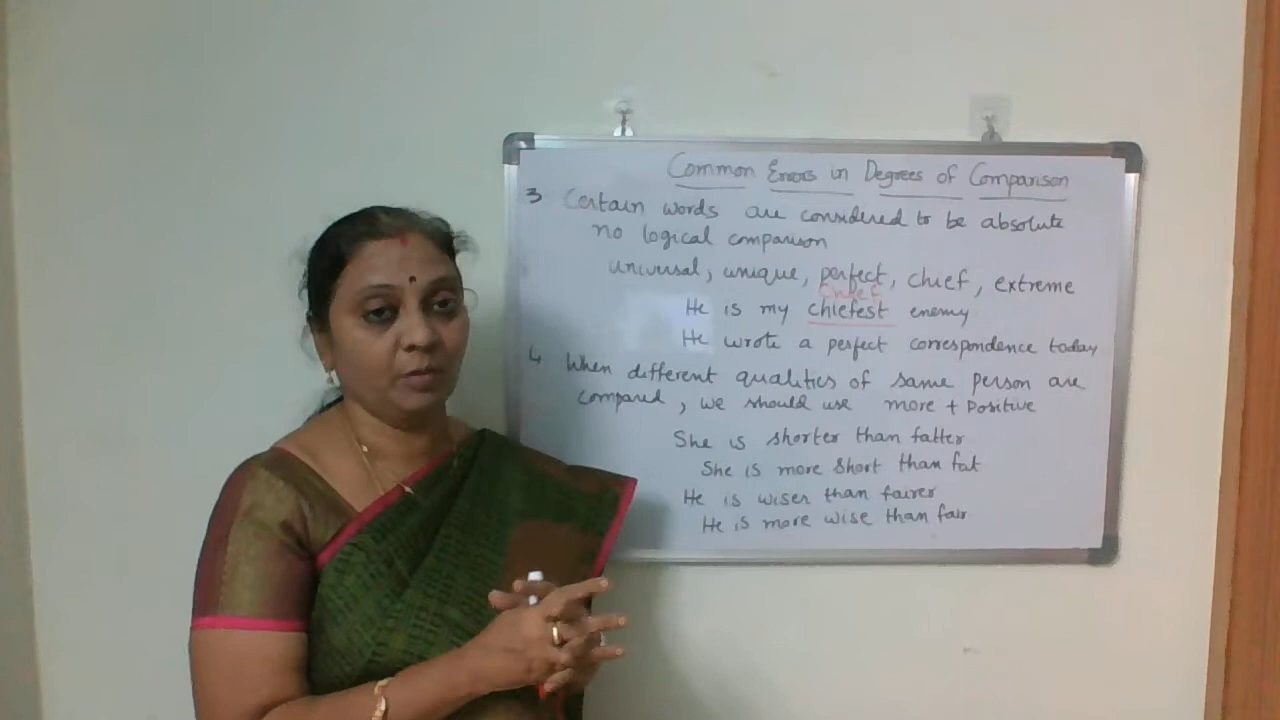 Common Errors in Degrees of Comparison
3 Certain words are considered to be absolute
no logical comparison
universal, unique, perfect, chief, extreme
chief
He is my chiefest enemy
He wrote a perfect correspondence today
4 When different qualities of same person are
compared, we should use more + Positive
She is shorter than fatter
She is more short than fat
He is wiser than fairer
He is more wise than fair